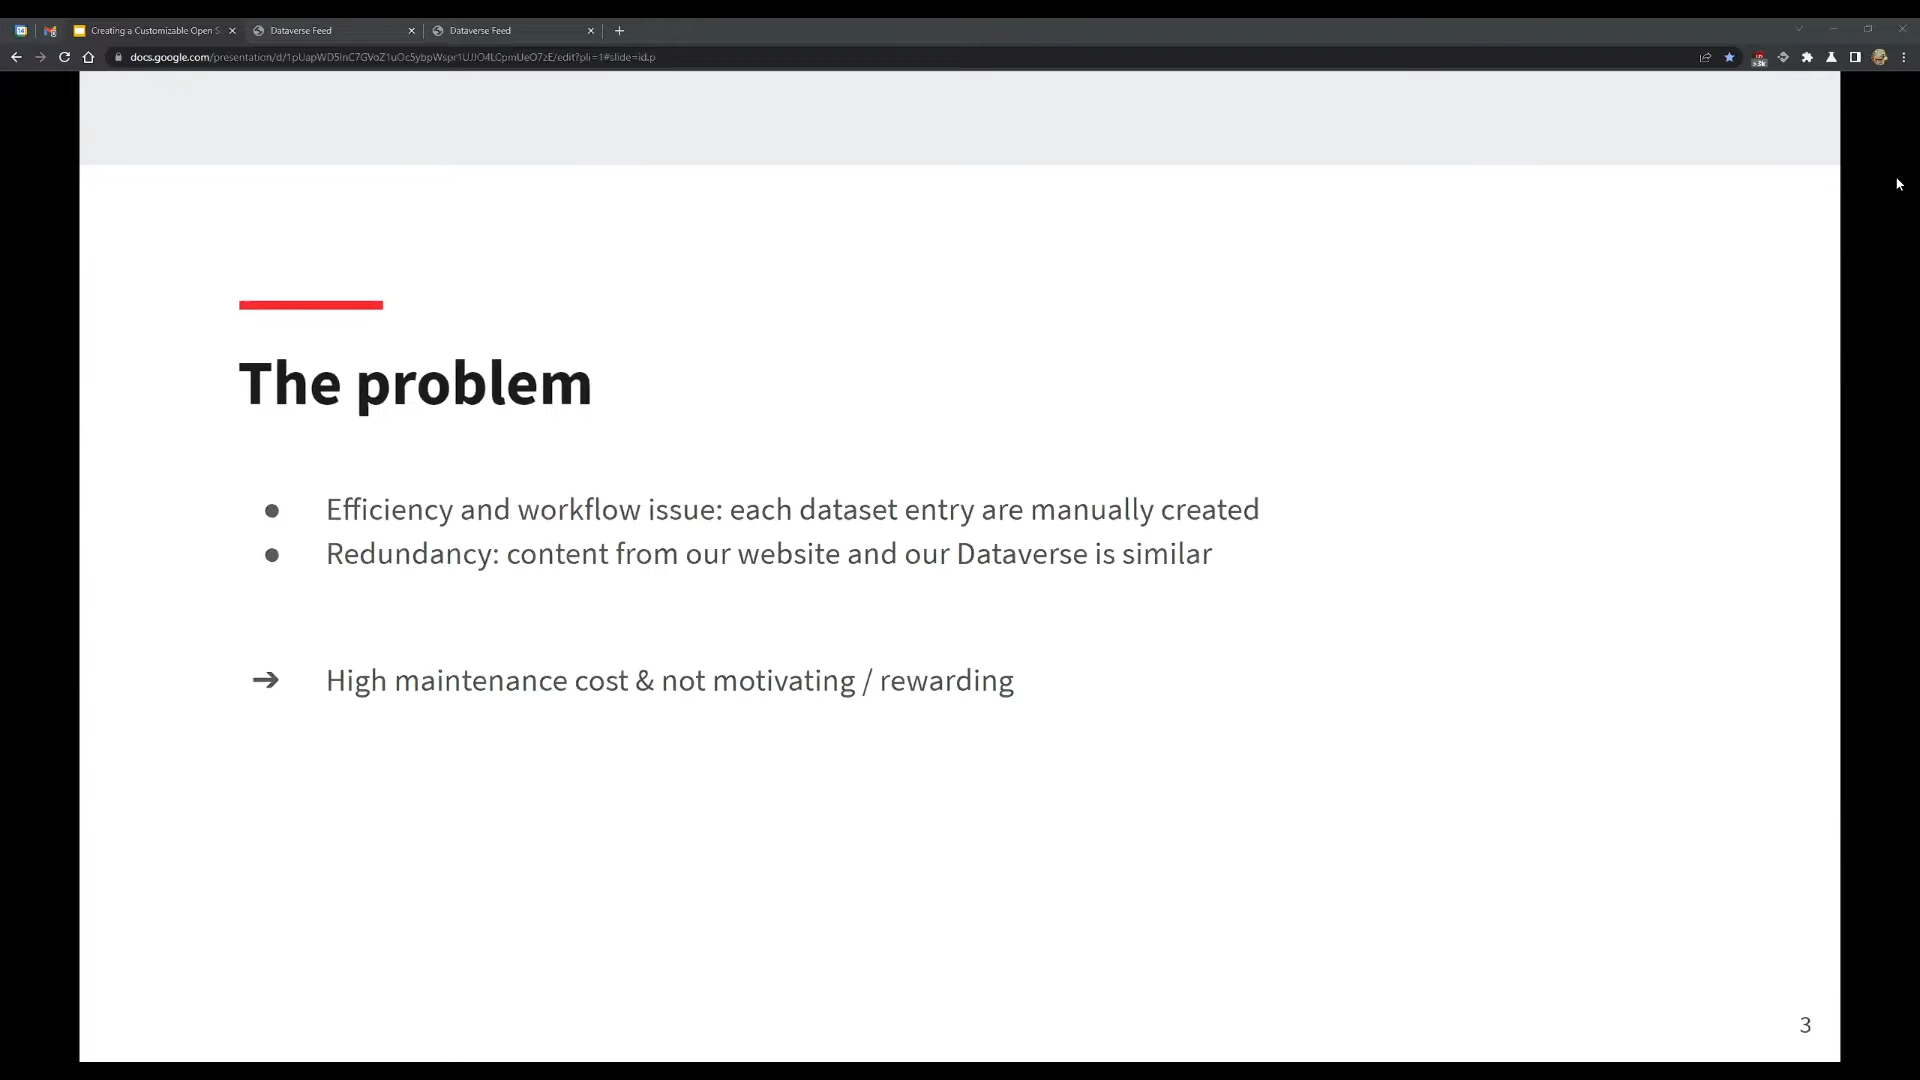 Creating a Customizable Open S
Dataverse Feed
Dataverse Feed
docs.google.com/presentation/d/1pUapWD5InC7GVoZ1uOc5ybpWspr1UJJO4LCpmUeO7zE/edit?pli=1#slide=id.p
The problem
● Efficiency and workflow issue: each dataset entry are manually created
● Redundancy: content from our website and our Dataverse is similar
➔ High maintenance cost & not motivating / rewarding
3